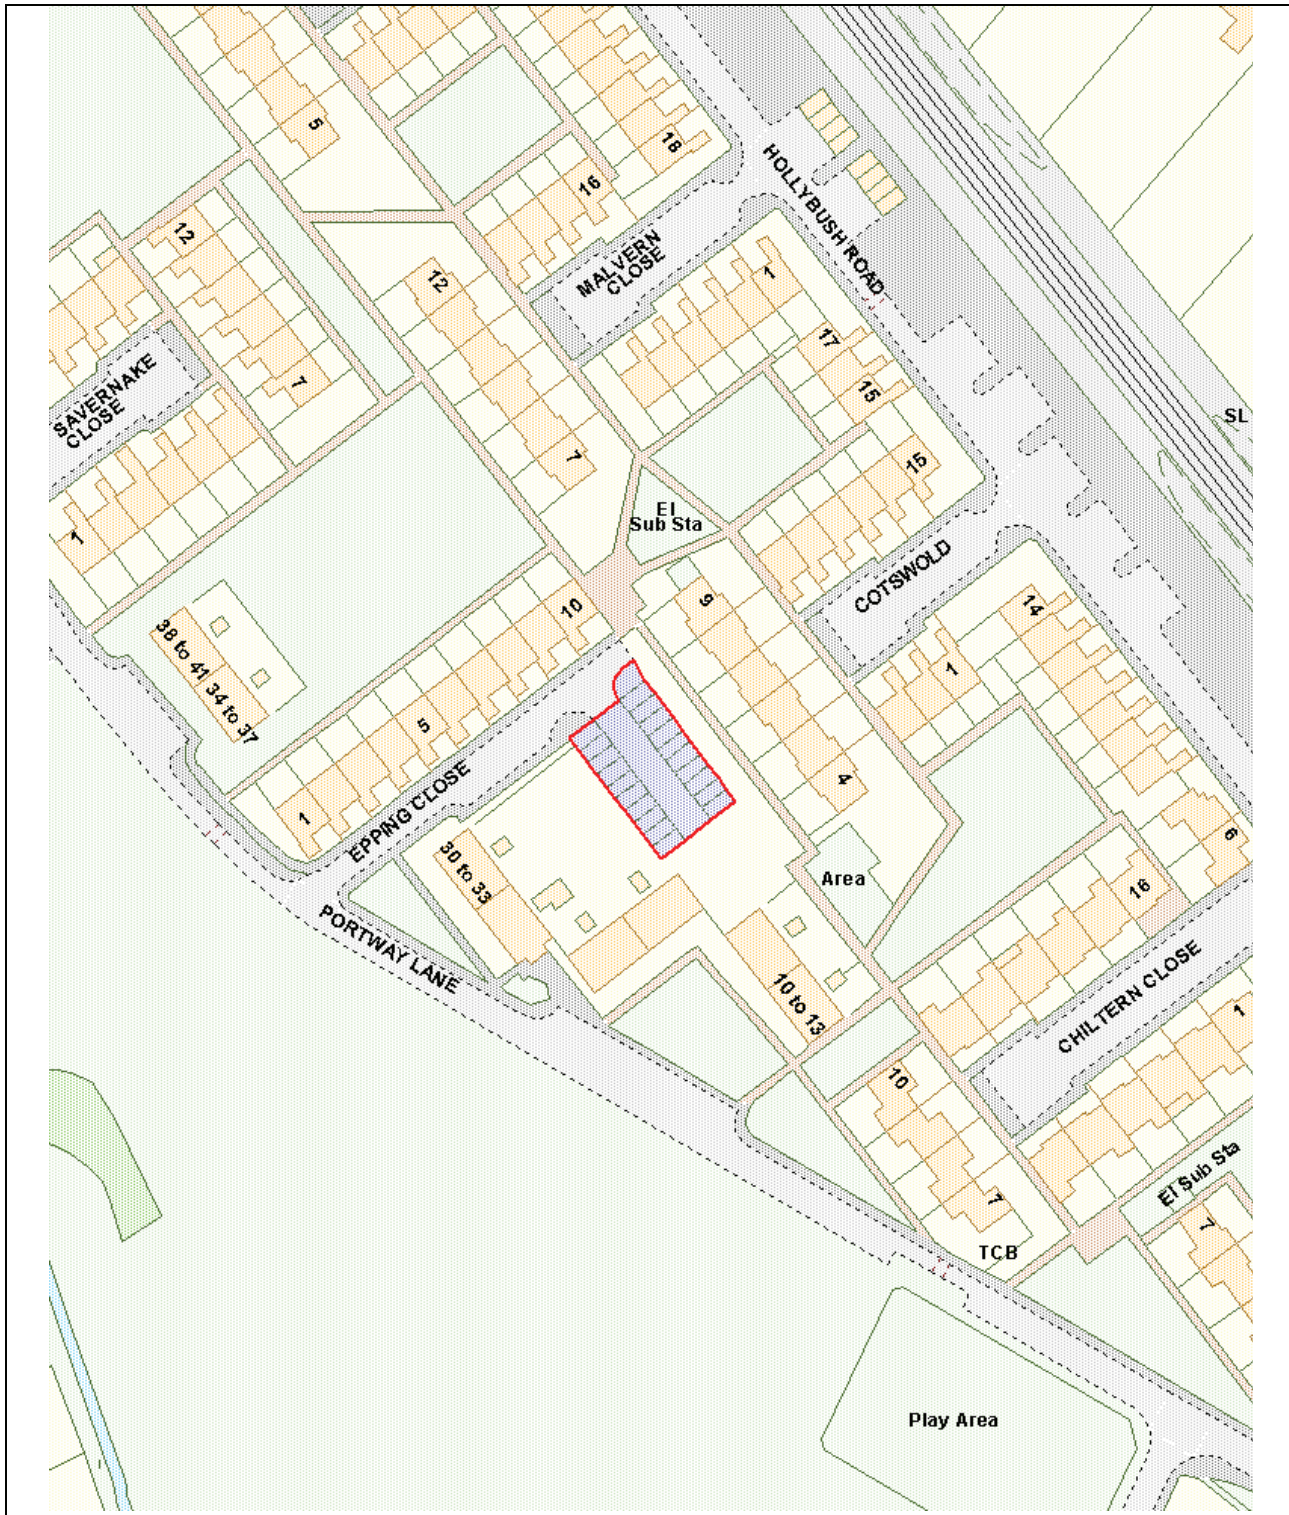 5
18
HOLLYBUSH ROAD
16
12
MALVERN
CLOSE
12
1
17
15
7
SAVERNAKE
CLOSE
SL
7
15
1
El
Sub Sta
COTSWOLD
9
10
14
38 to 41
34 to 37
1
5
4
EPPING CLOSE
1
6
30 to 33
Area
16
PORTWAY LANE
10 to 13
CHILTERN CLOSE
1
10
El Sub Sta
7
7
TCB
Play Area